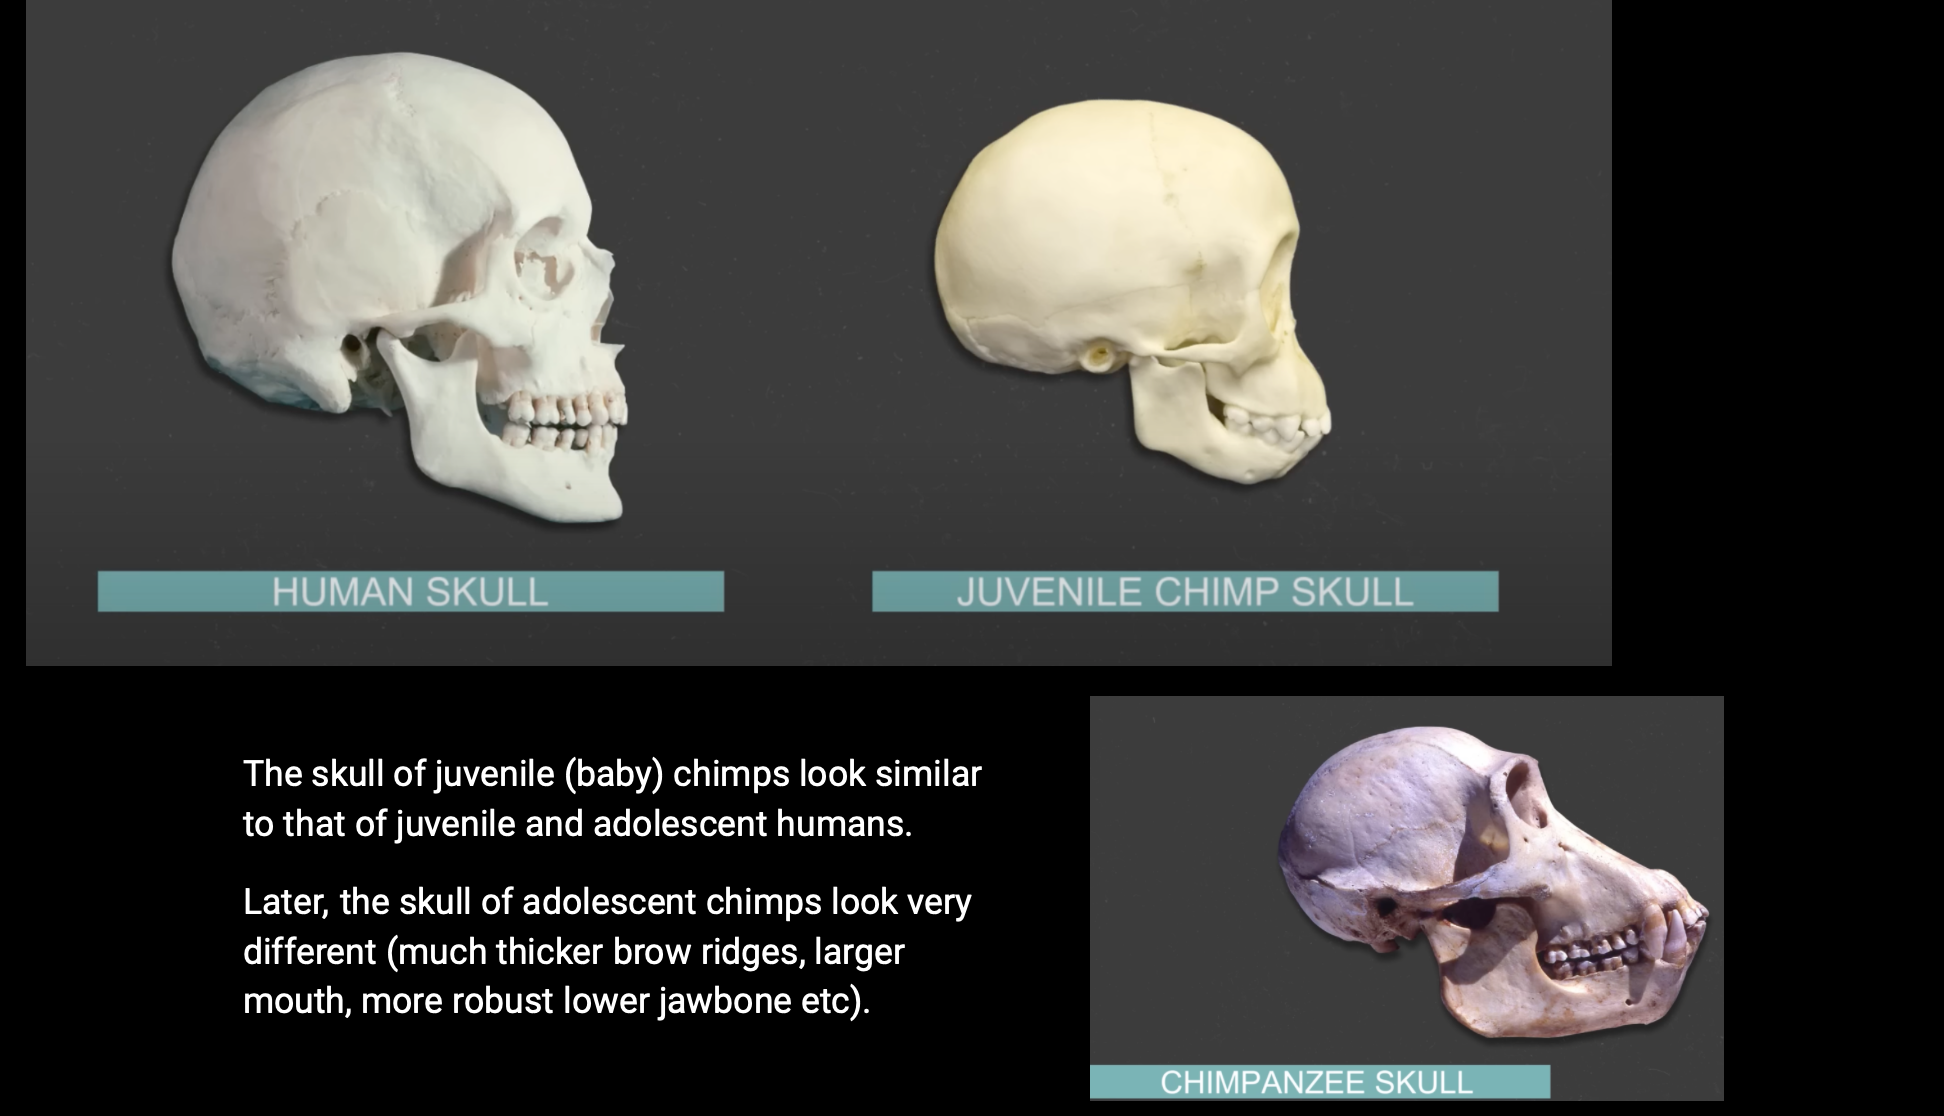 HUMAN SKULL
JUVENILE CHIMP SKULL
The skull of juvenile (baby) chimps look similar
to that of juvenile and adolescent humans.
Later, the skull of adolescent chimps look very
different (much thicker brow ridges, larger
mouth, more robust lower jawbone etc).
CHIMPANZEE SKULL